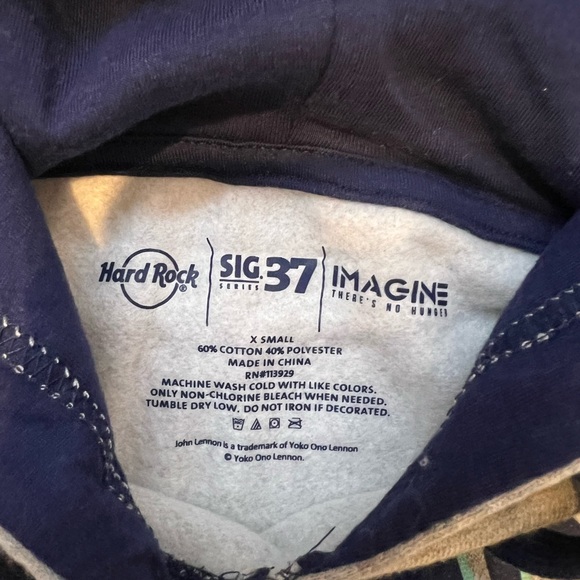 Hard Rock®
SIG. 37
SERIES
IMAGINE
THERE'S NO HUNGER
X SMALL
60% COTTON 40% POLYESTER
MADE IN CHINA
RN#113929
MACHINE WASH COLD WITH LIKE COLORS.
ONLY NON-CHLORINE BLEACH WHEN NEEDED.
TUMBLE DRY LOW. DO NOT IRON IF DECORATED.
John Lennon is a trademark of Yoko Ono Lennon
© Yoko Ono Lennon.